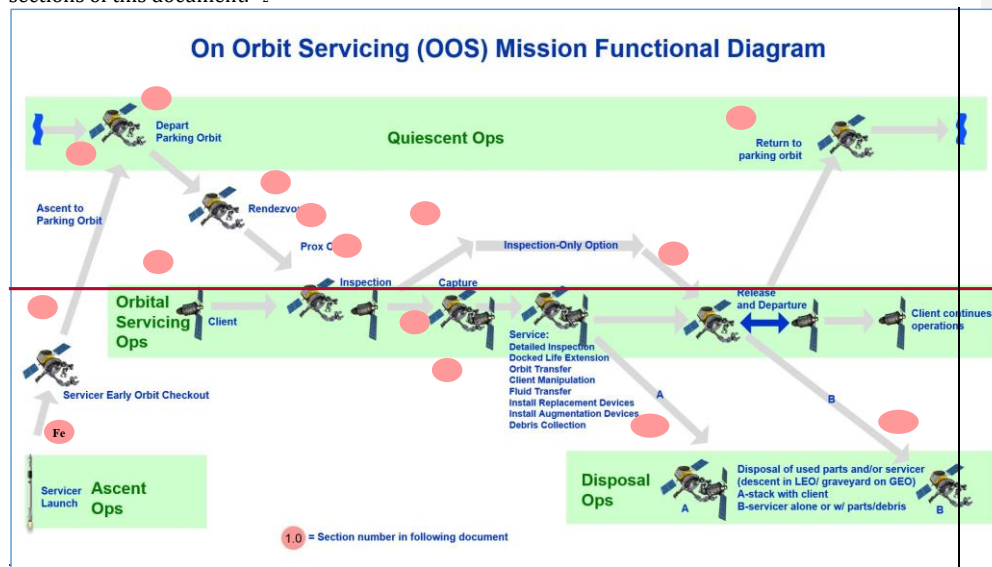 sections of this document.
On Orbit Servicing (OOS) Mission Functional Diagram
Depart
Parking Orbit
Quiescent Ops
Return to
parking orbit
Ascent to
Parking Orbit
Rendezvou
Prox
Inspection-Only Option
Orbital
Servicing
Ops
Client
Inspection
Capture
Release
and Departure
Client continues
operations
Service:
Detailed Inspection
Docked Life Extension
Orbit Transfer
Client Manipulation
Fluid Transfer
Install Replacement Devices
Install Augmentation Devices
Debris Collection
A
B
Servicer Early Orbit Checkout
Fe
Servicer
Launch
Ascent
Ops
Disposal
Ops
A
Disposal of used parts and/or servicer
(descent in LEO/ graveyard on GEO)
A-stack with client
B-servicer alone or w/ parts/debris
B
1.0 = Section number in following document